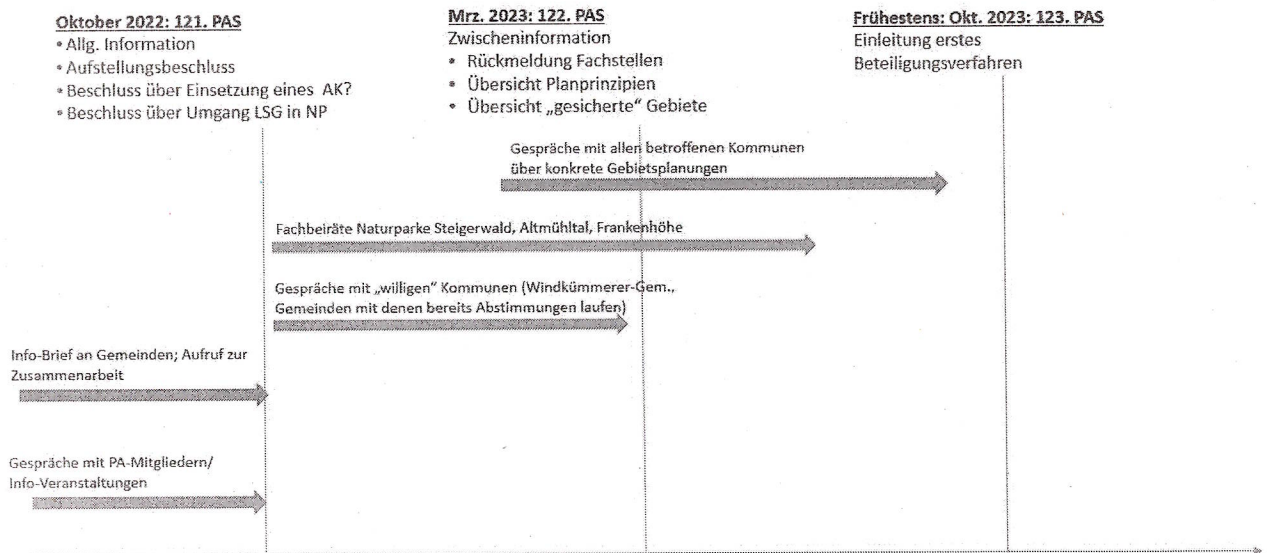 Oktober 2022: 121. PAS
• Allg. Information
• Aufstellungsbeschluss
• Beschluss über Einsetzung eines AK?
• Beschluss über Umgang LSG in NP
Mrz. 2023: 122. PAS
Zwischeninformation
• Rückmeldung Fachstellen
• Übersicht Planprinzipien
• Übersicht „gesicherte" Gebiete
Frühestens: Okt. 2023: 123. PAS
Einleitung erstes
Beteiligungsverfahren
Gespräche mit allen betroffenen Kommunen
über konkrete Gebietsplanungen
Fachbeiräte Naturparke Steigerwald, Altmühltal, Frankenhöhe
Gespräche mit „willigen" Kommunen (Windkümmerer-Gem.,
Gemeinden mit denen bereits Abstimmungen laufen)
Info-Brief an Gemeinden; Aufruf zur
Zusammenarbeit
Gespräche mit PA-Mitgliedern/
Info-Veranstaltungen